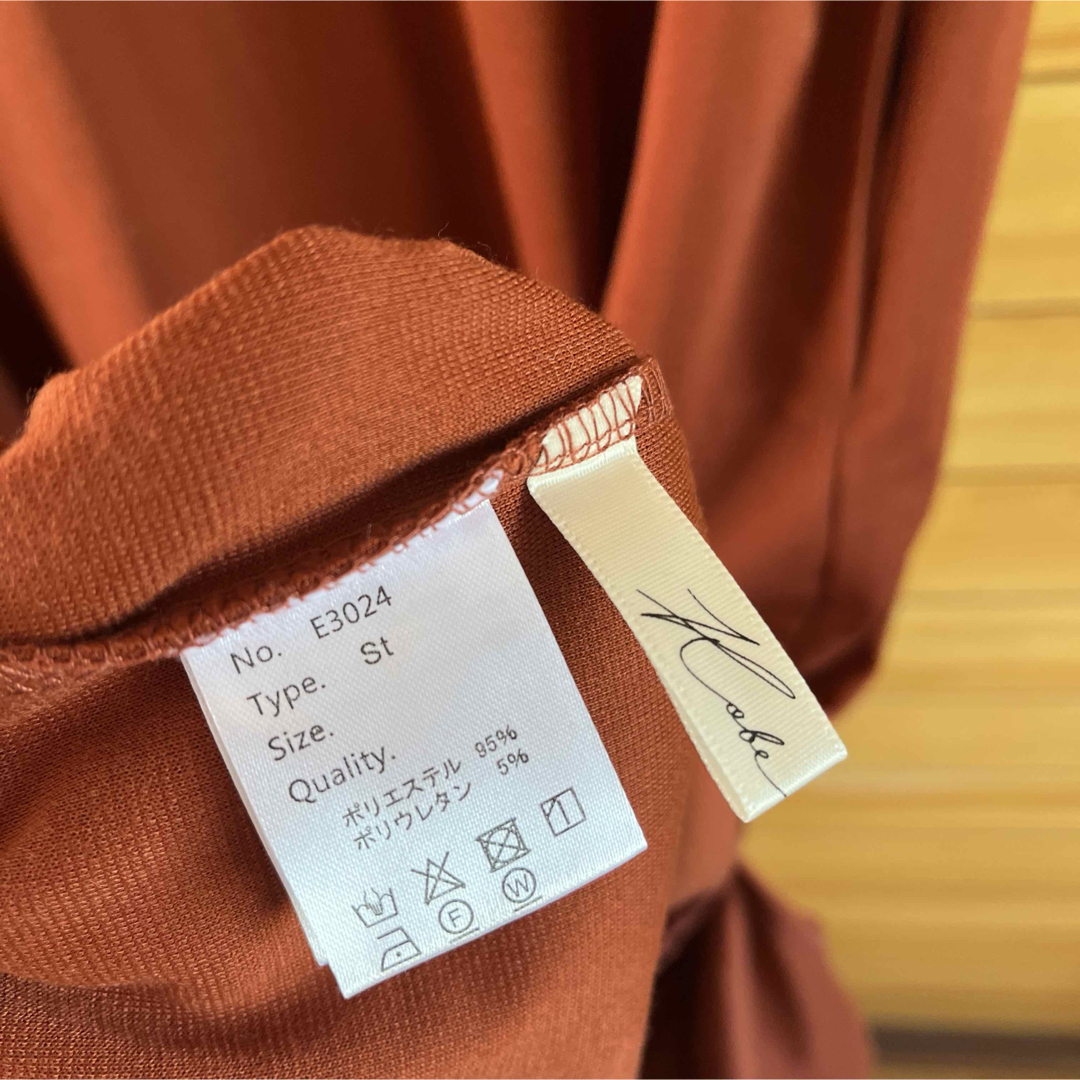 No. E3024
Type. St
Size.
Quality.
ポリエステル 95%
ポリウレタン 5%
F
W